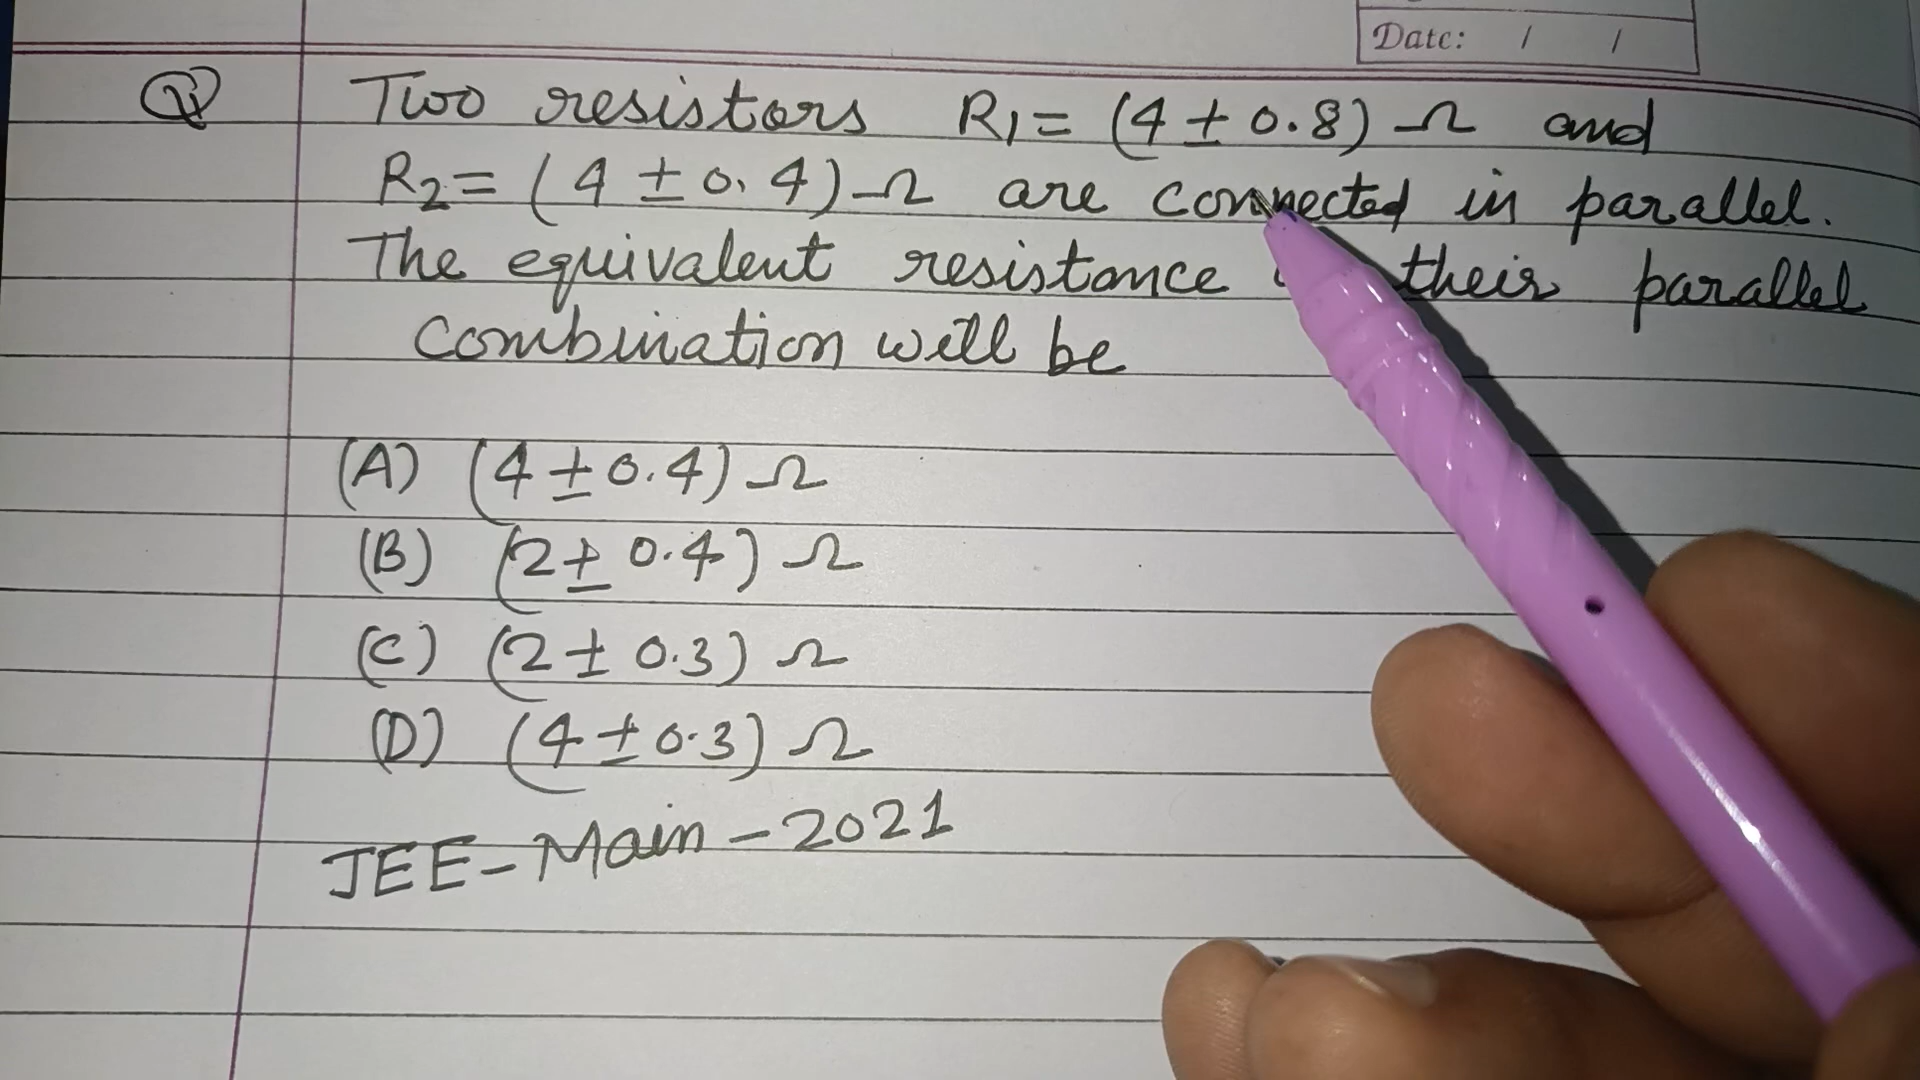 Date: / /
Q Two resistors R1 = (4 ± 0.8) Ω and
R2 = (4 ± 0.4) Ω are connected in parallel.
The equivalent resistance their parallel
combination will be
(A) (4 ± 0.4) Ω
(B) (2 ± 0.4) Ω
(C) (2 ± 0.3) Ω
(D) (4 ± 0.3) Ω
JEE-Main-2021